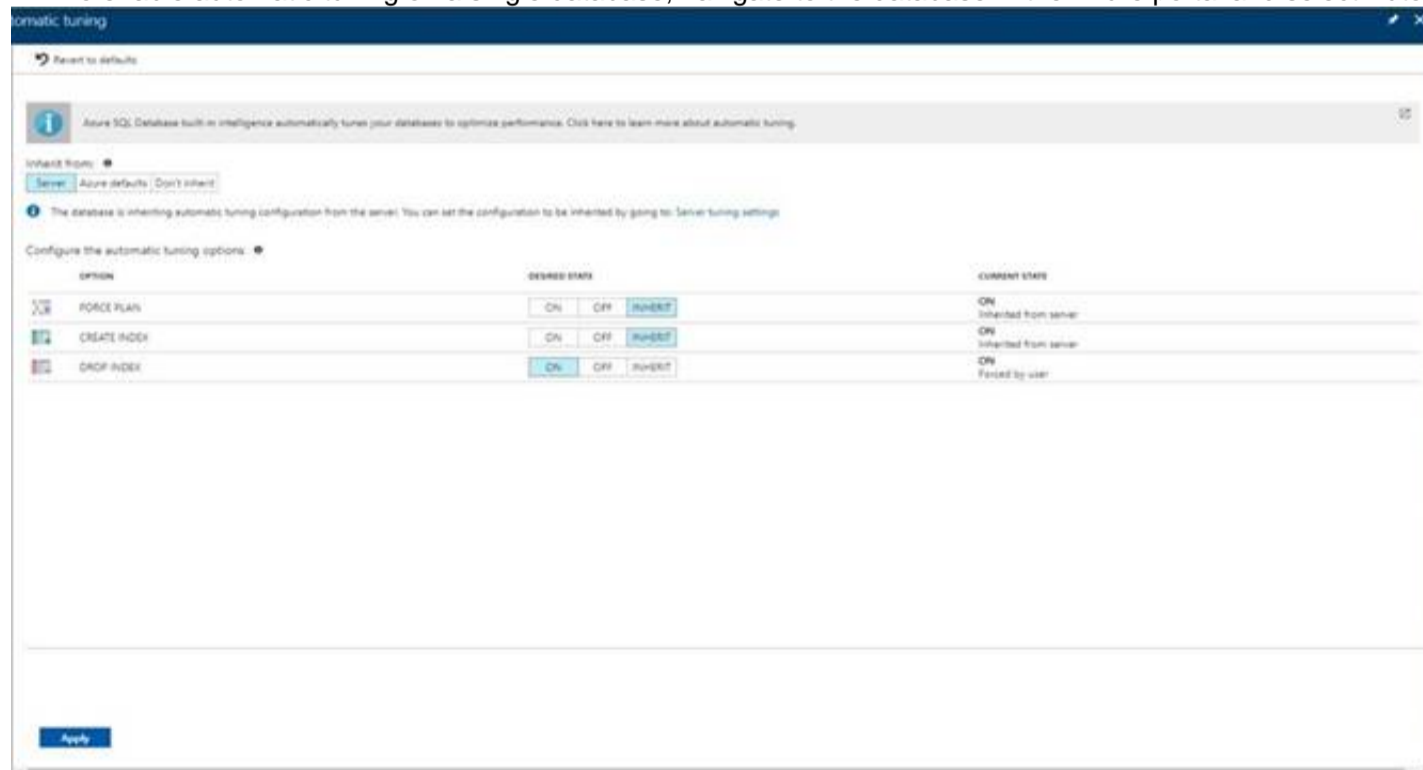 omatic tuning
Revert to defaults
Azure SQL Database built-in intelligence automatically tunes your databases to optimize performance. Click here to learn more about automatic tuning.
Inherit from:
Server Azure defaults Don't inherit
The database is inheriting automatic tuning configuration from the server. You can set the configuration to be inherited by going to: Server tuning settings
Configure the automatic tuning options:
OPTION DESIRED STATE CURRENT STATE
FORCE PLAN ON OFF INHERIT ON
Inherited from server
CREATE INDEX ON OFF INHERIT ON
Inherited from server
DROP INDEX ON OFF INHERIT ON
Forced by user
Apply